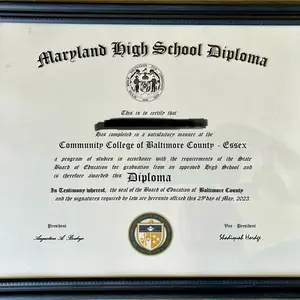 Maryland High School Diploma
This is to certify that
Has completed in a satisfactory manner at the
Community College of Baltimore County - Essex
a program of studies in accordance with the requirements of the State
Board of Education for graduation from an approved High School and
is therefore awarded this Diploma
In Testimony whereof, the seal of the Board of Education of Baltimore County
and the signatures required by law are hereunto affixed this 23 day of May, 2023.
President
Vice - President